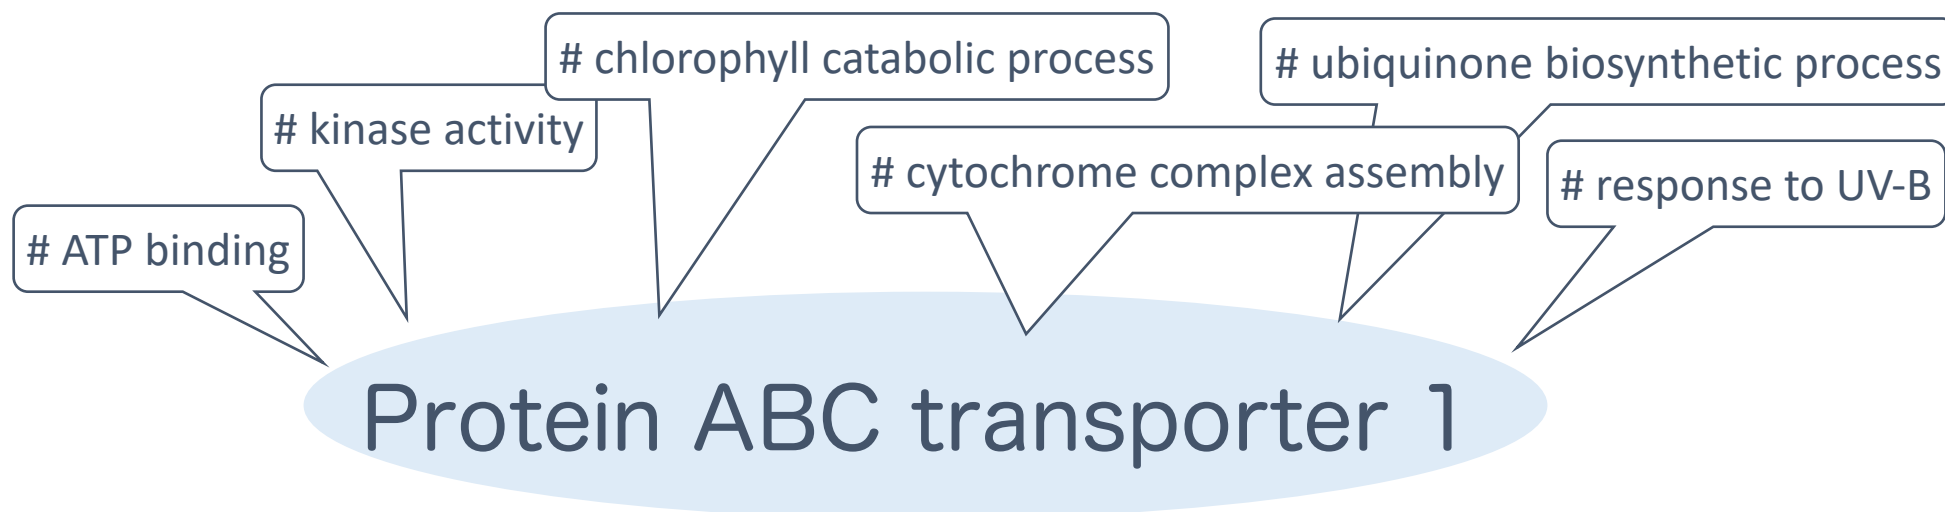 # chlorophyll catabolic process
# ubiquinone biosynthetic process
# kinase activity
# cytochrome complex assembly
# response to UV-B
# ATP binding
Protein ABC transporter 1